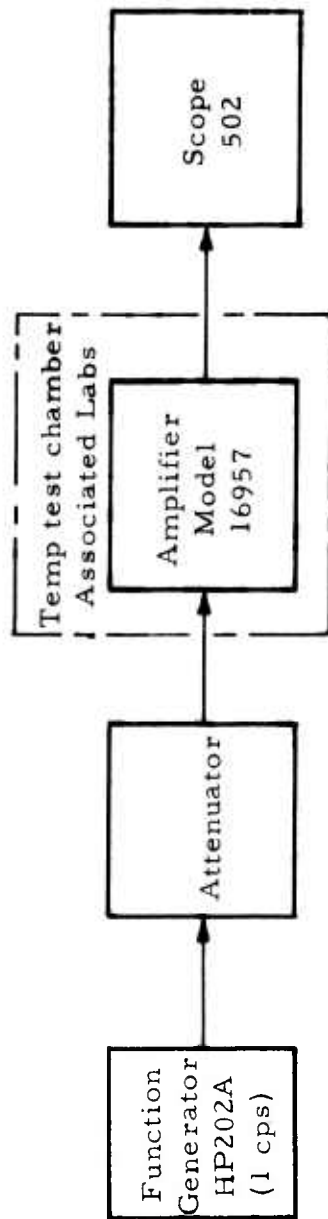 Function
Generator
HP202A
(1 cps)
Attenuator
Temp test chamber
Associated Labs
Amplifier
Model
16957
Scope
502